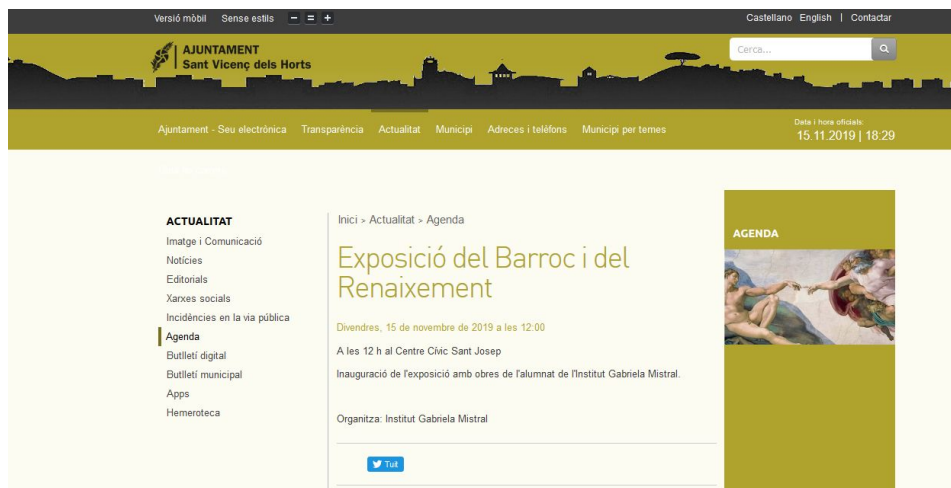 Versió mòbil Sense estils - = +
Castellano English | Contactar
AJUNTAMENT
Sant Vicenç dels Horts
Cerca...
Ajuntament - Seu electrònica Transparència Actualitat Municipi Adreces i telèfons Municipi per temes
Data i hora oficials:
15.11.2019 | 18:29
ACTUALITAT
Imatge i Comunicació
Notícies
Editorials
Xarxes socials
Incidències en la via pública
Agenda
Butlletí digital
Butlletí municipal
Apps
Hemeroteca
Inici > Actualitat > Agenda
Exposició del Barroc i del
Renaixement
Divendres, 15 de novembre de 2019 a les 12:00
A les 12 h al Centre Cívic Sant Josep
Inauguració de l'exposició amb obres de l'alumnat de l'Institut Gabriela Mistral.
Organitza: Institut Gabriela Mistral
Tuit
AGENDA